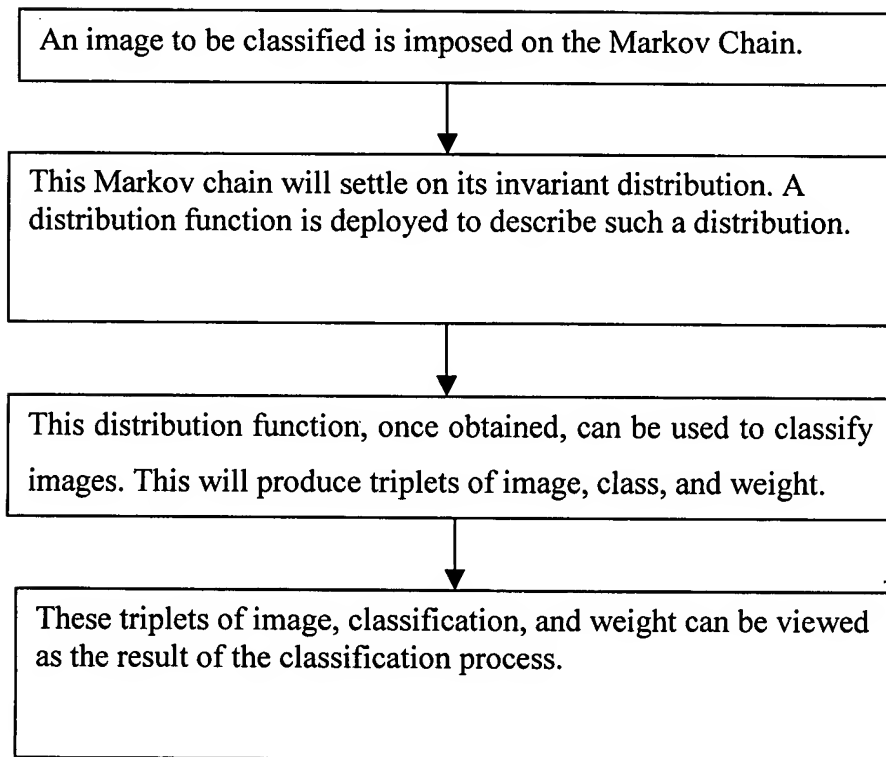 An image to be classified is imposed on the Markov Chain.
This Markov chain will settle on its invariant distribution. A
distribution function is deployed to describe such a distribution.
This distribution function, once obtained, can be used to classify
images. This will produce triplets of image, class, and weight.
These triplets of image, classification, and weight can be viewed
as the result of the classification process.